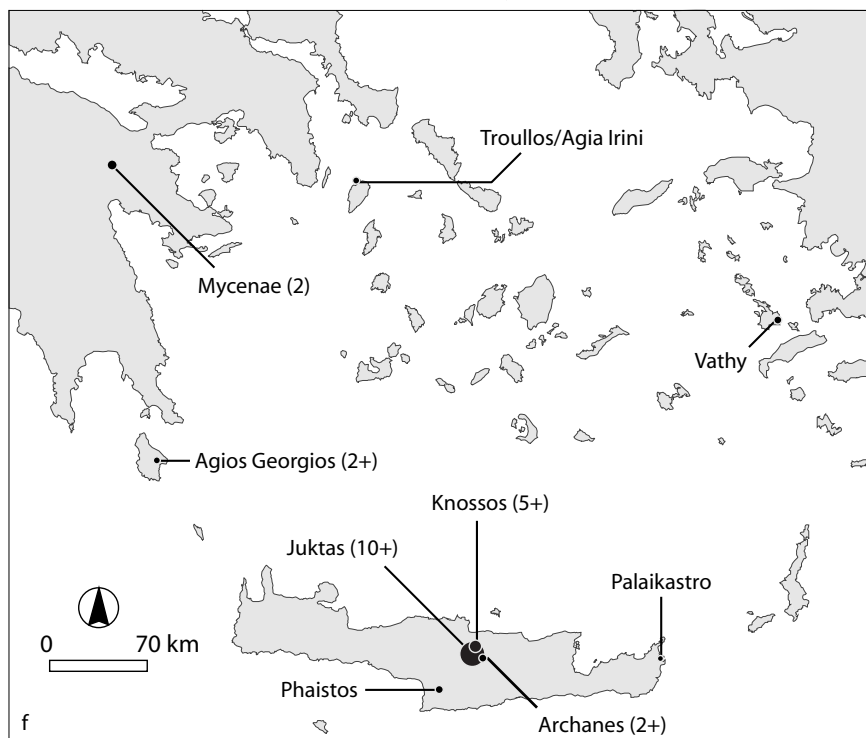 Troullos/Agia Irini
Mycenae (2)
Vathy
Agios Georgios (2+)
Knossos (5+)
Juktas (10+)
Palaikastro
0 70 km
Phaistos
Archanes (2+)
f